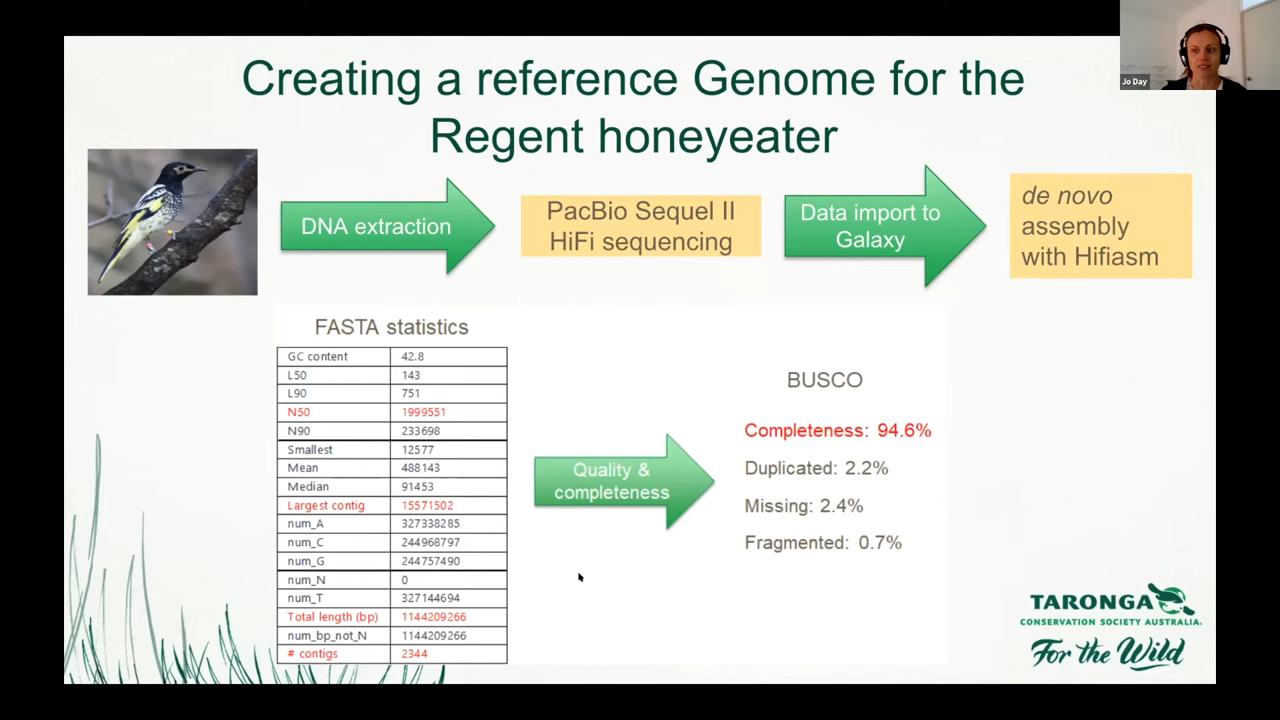 Creating a reference Genome for the
Regent honeyeater
Jo Day
DNA extraction
PacBio Sequel II
HiFi sequencing
Data import to
Galaxy
de novo
assembly
with Hifiasm
FASTA statistics
GC content 42.8
L50 143
L90 751
N50 1999551
N90 233698
Smallest 12577
Mean 488143
Median 91453
Largest contig 15571502
num_A 327338285
num_C 244968797
num_G 244757490
num_N 0
num_T 327144694
Total length (bp) 1144209266
num_bp_not_N 1144209266
# contigs 2344
Quality &
completeness
BUSCO
Completeness: 94.6%
Duplicated: 2.2%
Missing: 2.4%
Fragmented: 0.7%
TARONGA
CONSERVATION SOCIETY AUSTRALIA
For the Wild